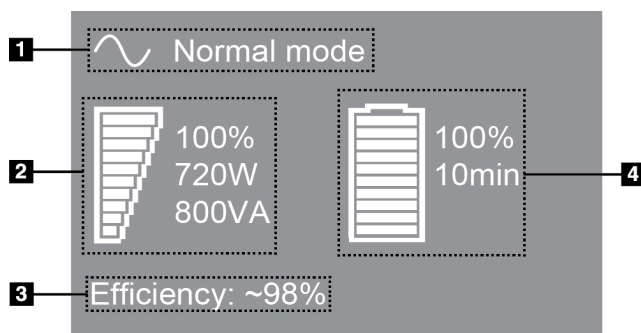 1
Normal mode
2
100%
720W
800VA
100%
10min
4
3
Efficiency: ~98%